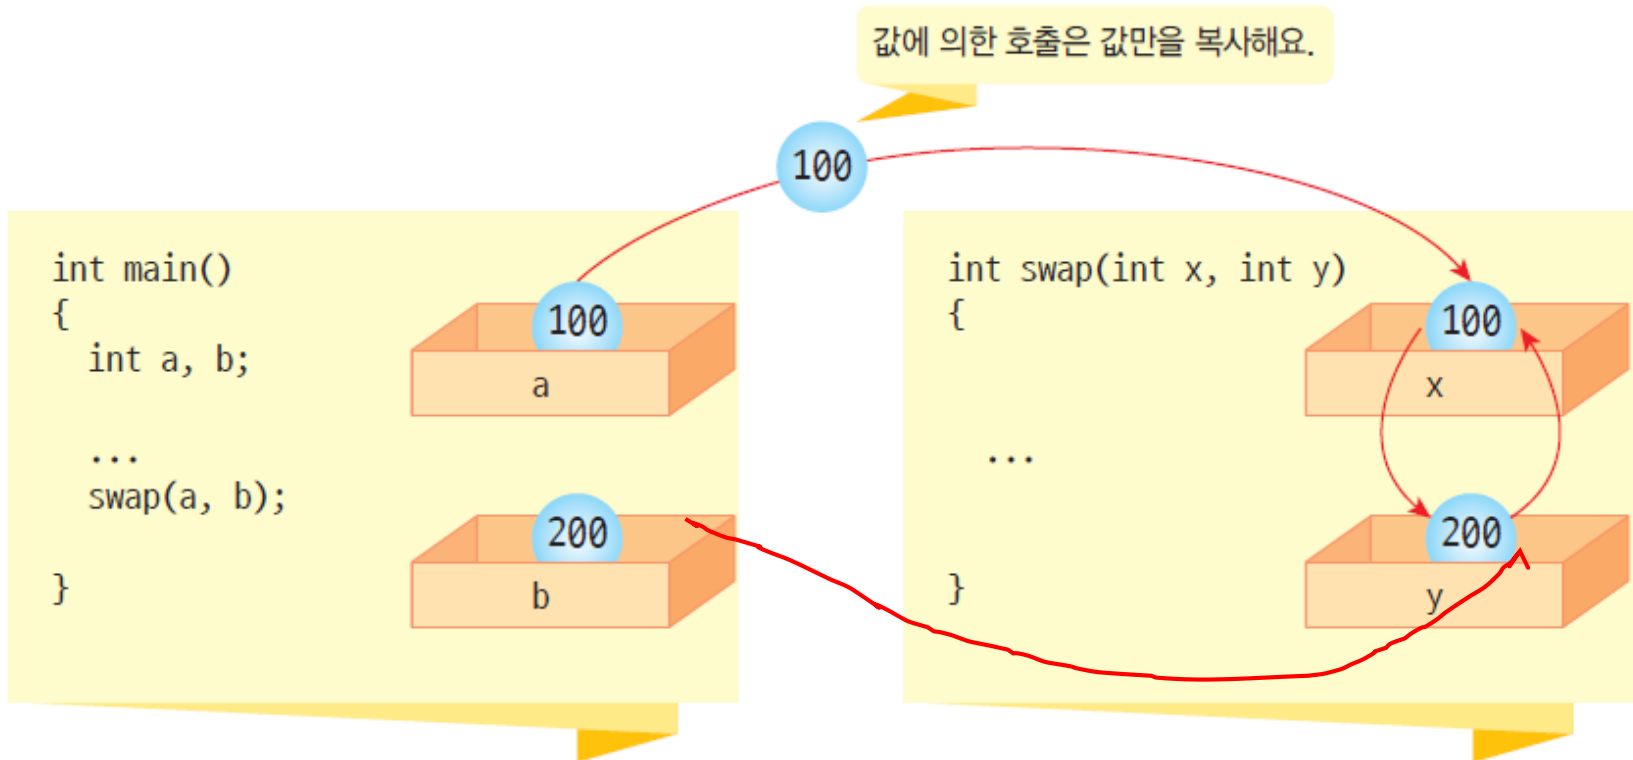 값에 의한 호출은 값만을 복사해요.
100
int main()
{
int a, b;
...
swap(a, b);
}
100
a
200
b
int swap(int x, int y)
{
...
}
100
x
200
y